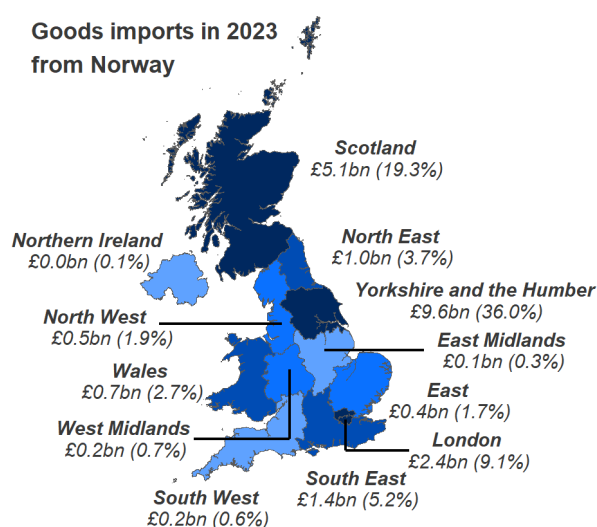 Goods imports in 2023
from Norway
Scotland
£5.1bn (19.3%)
Northern Ireland
£0.0bn (0.1%)
North East
£1.0bn (3.7%)
Yorkshire and the Humber
£9.6bn (36.0%)
North West
£0.5bn (1.9%)
East Midlands
£0.1bn (0.3%)
Wales
£0.7bn (2.7%)
East
£0.4bn (1.7%)
West Midlands
£0.2bn (0.7%)
London
£2.4bn (9.1%)
South East
£1.4bn (5.2%)
South West
£0.2bn (0.6%)